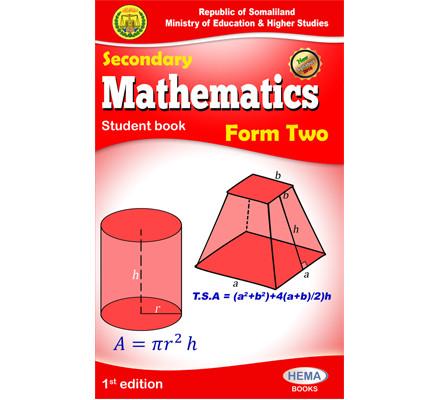 Republic of Somaliland
Ministry of Education & Higher Studies
Secondary
Mathematics
Student book
Form Two
b
b
h
h
r
a
a
T.S.A = (a²+b²)+4(a+b)/2)h
A = πr² h
1st edition
HEMA
BOOKS